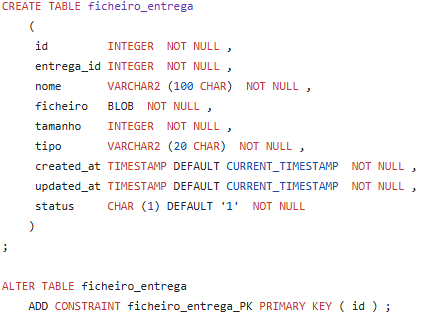 CREATE TABLE ficheiro_entrega
    (
     id         INTEGER  NOT NULL ,
     entrega_id INTEGER  NOT NULL ,
     nome       VARCHAR2 (100 CHAR)  NOT NULL ,
     ficheiro   BLOB  NOT NULL ,
     tamanho    INTEGER  NOT NULL ,
     tipo       VARCHAR2 (20 CHAR)  NOT NULL ,
     created_at TIMESTAMP DEFAULT CURRENT_TIMESTAMP  NOT NULL ,
     updated_at TIMESTAMP DEFAULT CURRENT_TIMESTAMP  NOT NULL ,
     status     CHAR (1) DEFAULT '1'  NOT NULL
    )
;
ALTER TABLE ficheiro_entrega
    ADD CONSTRAINT ficheiro_entrega_PK PRIMARY KEY ( id ) ;